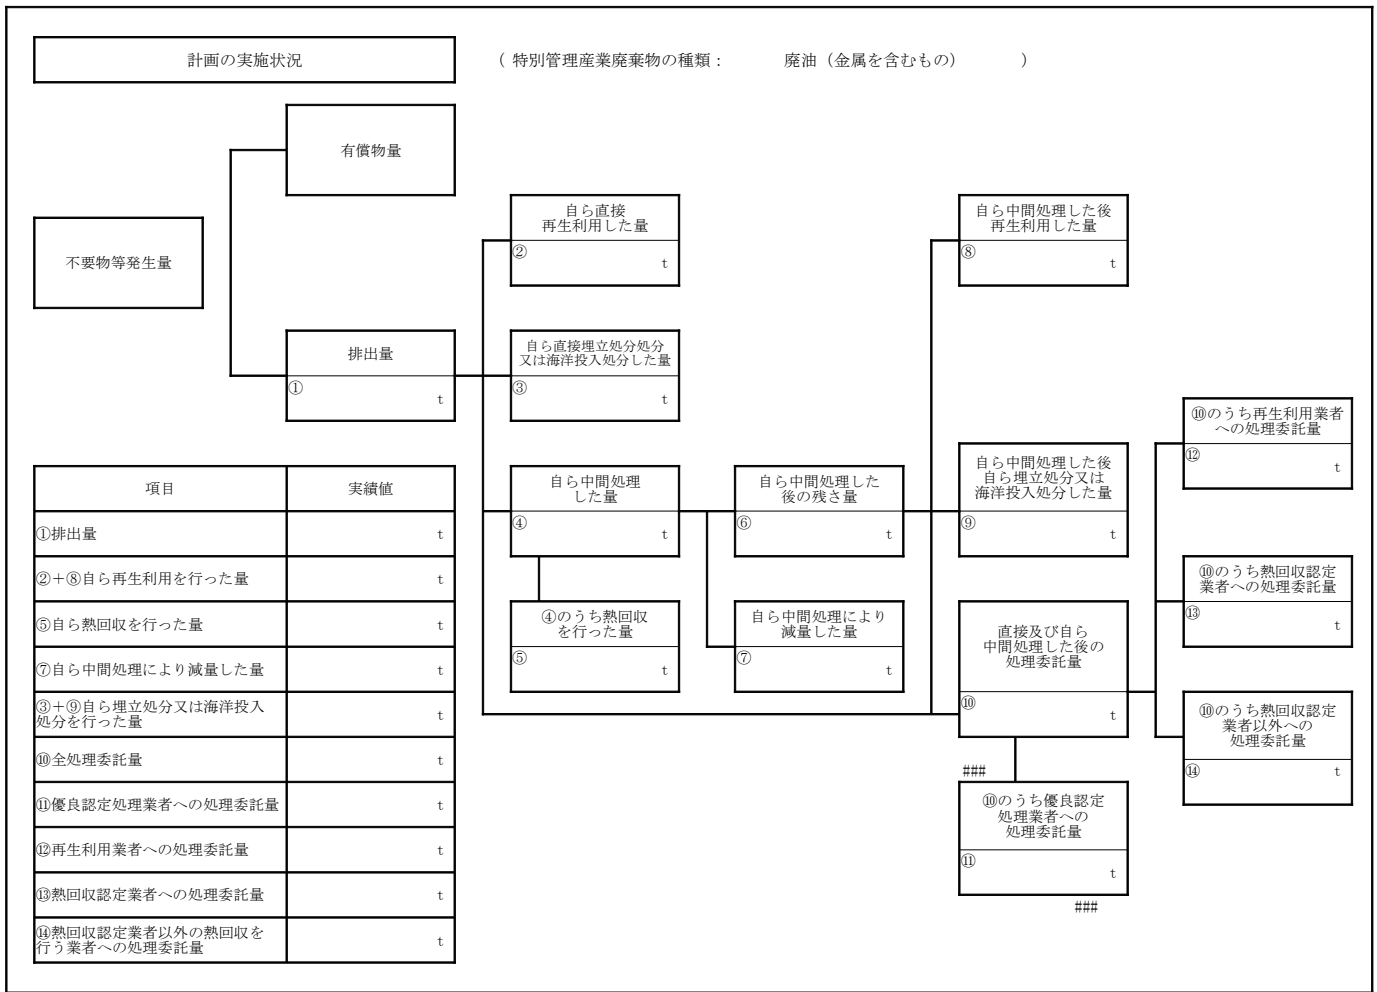 計画の実施状況
( 特別管理産業廃棄物の種類: 廃油(金属を含むもの) )
有償物量
不要物等発生量
自ら直接
再生利用した量
② t
自ら中間処理した後
再生利用した量
⑧ t
排出量
① t
自ら直接埋立処分処分
又は海洋投入処分した量
③ t
⑩のうち再生利用業者
への処理委託量
⑫ t
自ら中間処理
した量
④ t
自ら中間処理した
後の残さ量
⑥ t
自ら中間処理した後
自ら埋立処分又は
海洋投入処分した量
⑨ t
⑩のうち熱回収認定
業者への処理委託量
⑬ t
④のうち熱回収
を行った量
⑤ t
自ら中間処理により
減量した量
⑦ t
直接及び自ら
中間処理した後の
処理委託量
⑩ t
⑩のうち熱回収認定
業者以外への
処理委託量
⑭ t
###
⑩のうち優良認定
処理業者への
処理委託量
⑪ t
###
項目 実績値
①排出量 t
②+⑧自ら再生利用を行った量 t
⑤自ら熱回収を行った量 t
⑦自ら中間処理により減量した量 t
③+⑨自ら埋立処分又は海洋投入
処分を行った量 t
⑩全処理委託量 t
⑪優良認定処理業者への処理委託量 t
⑫再生利用業者への処理委託量 t
⑬熱回収認定業者への処理委託量 t
⑭熱回収認定業者以外の熱回収を
行う業者への処理委託量 t